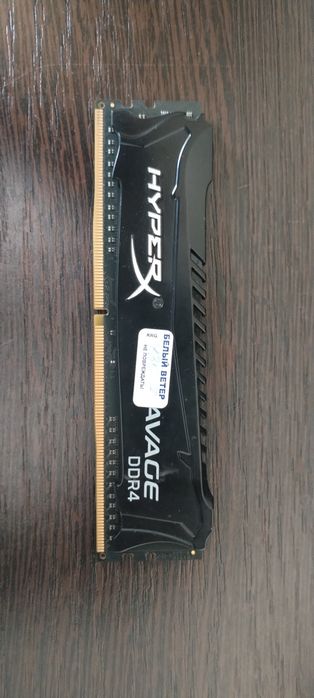 HYPERX
®
AVAGE
DDR4
БЕЛЫЙ ВЕТЕР
НЕ ПОВРЕЖДАТЬ!